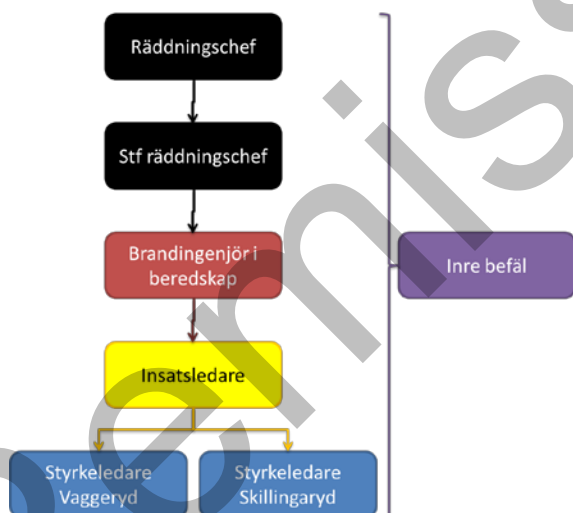 Räddningschef
Stf räddningschef
Brandingenjör i
beredskap
Inre befäl
Insatsledare
Styrkeledare
Vaggeryd
Styrkeledare
Skillingaryd